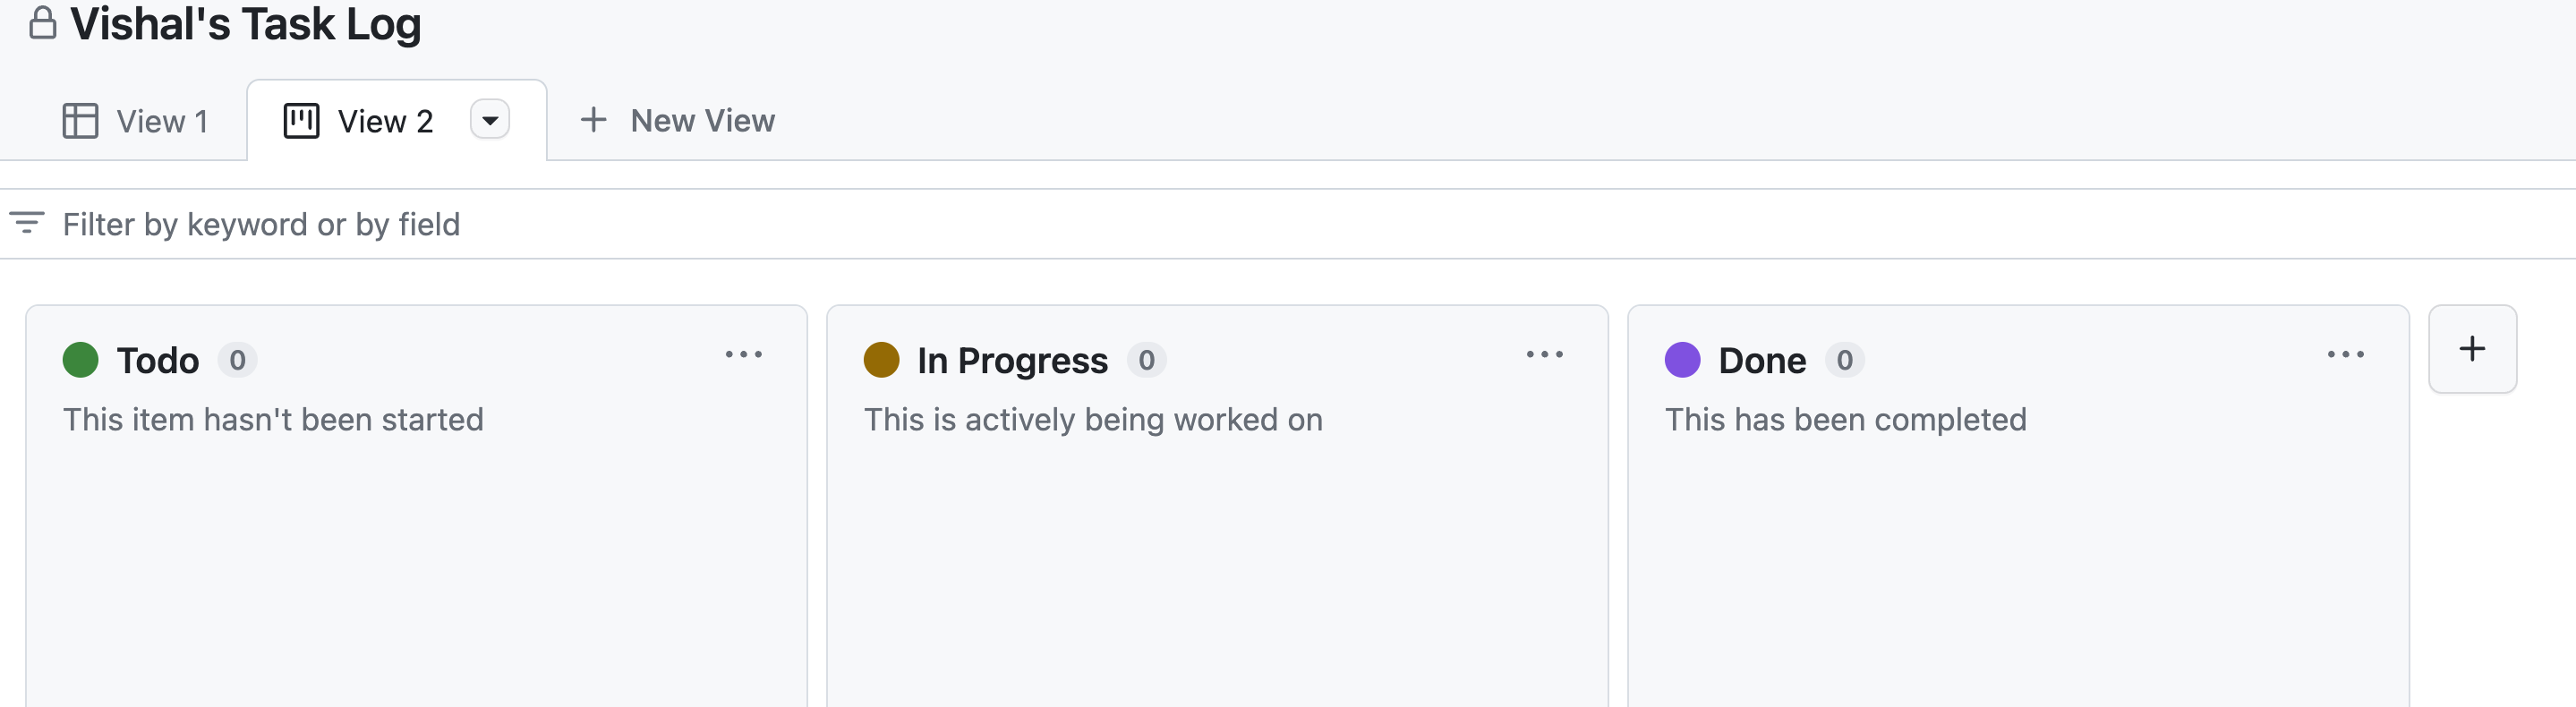 Vishal's Task Log
View 1
View 2
New View
Filter by keyword or by field
Todo 0
This item hasn't been started
In Progress 0
This is actively being worked on
Done 0
This has been completed